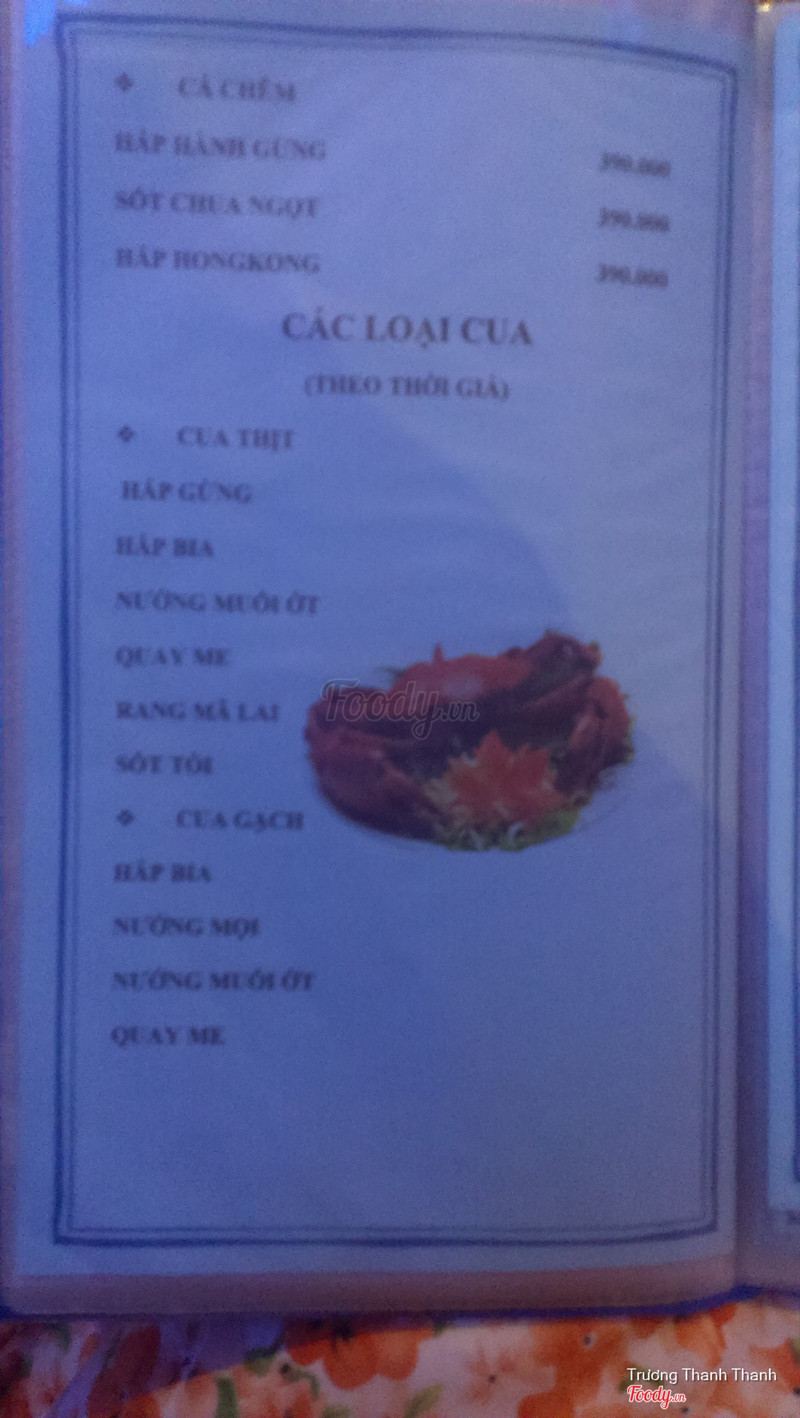 ❖ CÁ CHẼM
HẤP HÀNH GỪNG 390.000
SỐT CHUA NGỌT 390.000
HẤP HONGKONG 390.000
CÁC LOẠI CUA
(THEO THỜI GIÁ)
❖ CUA THỊT
HẤP GỪNG
HẤP BIA
NƯỚNG MUỐI ỚT
QUAY ME
RANG MÃ LAI
SỐT TỎI
❖ CUA GẠCH
HẤP BIA
NƯỚNG MỌI
NƯỚNG MUỐI ỚT
QUAY ME
Foody.vn
Trương Thanh Thanh
Foody.vn